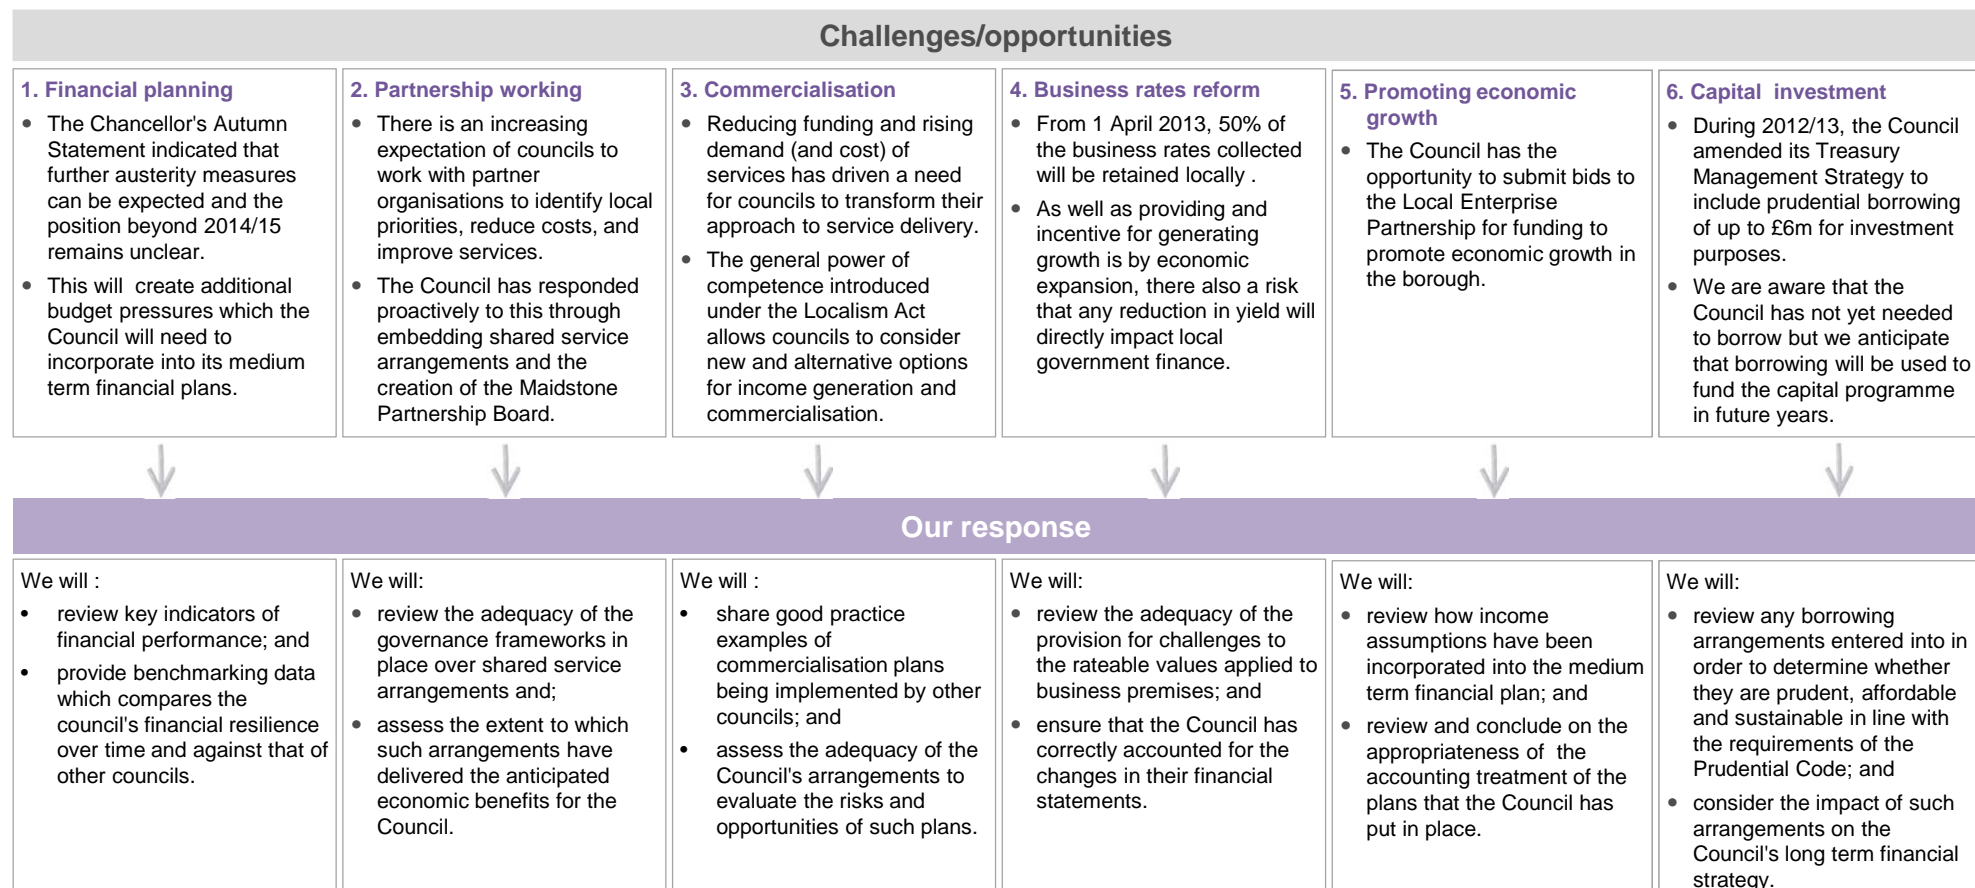 Challenges/opportunities
1. Financial planning
• The Chancellor's Autumn
Statement indicated that
further austerity measures
can be expected and the
position beyond 2014/15
remains unclear.
• This will create additional
budget pressures which the
Council will need to
incorporate into its medium
term financial plans.
2. Partnership working
• There is an increasing
expectation of councils to
work with partner
organisations to identify local
priorities, reduce costs, and
improve services.
• The Council has responded
proactively to this through
embedding shared service
arrangements and the
creation of the Maidstone
Partnership Board.
3. Commercialisation
• Reducing funding and rising
demand (and cost) of
services has driven a need
for councils to transform their
approach to service delivery.
• The general power of
competence introduced
under the Localism Act
allows councils to consider
new and alternative options
for income generation and
commercialisation.
4. Business rates reform
• From 1 April 2013, 50% of
the business rates collected
will be retained locally .
• As well as providing and
incentive for generating
growth is by economic
expansion, there also a risk
that any reduction in yield will
directly impact local
government finance.
5. Promoting economic
growth
• The Council has the
opportunity to submit bids to
the Local Enterprise
Partnership for funding to
promote economic growth in
the borough.
6. Capital investment
• During 2012/13, the Council
amended its Treasury
Management Strategy to
include prudential borrowing
of up to £6m for investment
purposes.
• We are aware that the
Council has not yet needed
to borrow but we anticipate
that borrowing will be used to
fund the capital programme
in future years.
Our response
We will :
• review key indicators of
financial performance; and
• provide benchmarking data
which compares the
council's financial resilience
over time and against that of
other councils.
We will:
• review the adequacy of the
governance frameworks in
place over shared service
arrangements and;
• assess the extent to which
such arrangements have
delivered the anticipated
economic benefits for the
Council.
We will :
• share good practice
examples of
commercialisation plans
being implemented by other
councils; and
• assess the adequacy of the
Council's arrangements to
evaluate the risks and
opportunities of such plans.
We will:
• review the adequacy of the
provision for challenges to
the rateable values applied to
business premises; and
• ensure that the Council has
correctly accounted for the
changes in their financial
statements.
We will:
• review how income
assumptions have been
incorporated into the medium
term financial plan; and
• review and conclude on the
appropriateness of the
accounting treatment of the
plans that the Council has
put in place.
We will:
• review any borrowing
arrangements entered into in
order to determine whether
they are prudent, affordable
and sustainable in line with
the requirements of the
Prudential Code; and
• consider the impact of such
arrangements on the
Council's long term financial
strategy.